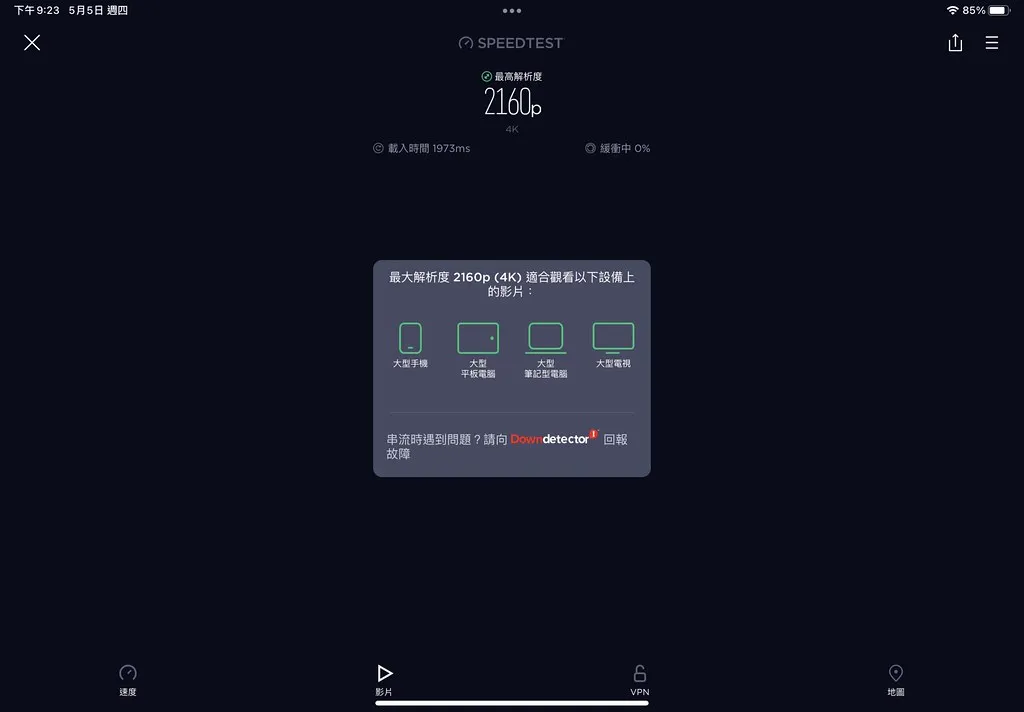 下午9:23 5月5日 週四
85%
SPEEDTEST
最高解析度
2160p
4K
載入時間 1973ms
緩衝中 0%
最大解析度 2160p (4K) 適合觀看以下設備上
的影片：
大型手機
大型
平板電腦
大型
筆記型電腦
大型電視
串流時遇到問題？請向 Downdetector 回報
故障
速度
影片
VPN
地圖